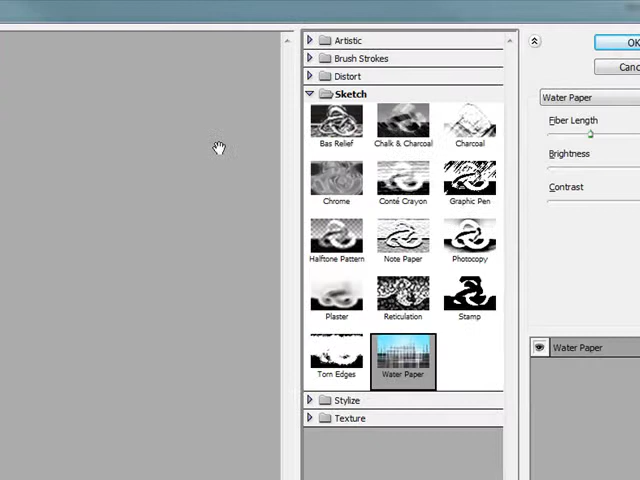 Artistic
Brush Strokes
Distort
Sketch
Bas Relief
Chalk & Charcoal
Charcoal
Chrome
Conté Crayon
Graphic Pen
Halftone Pattern
Note Paper
Photocopy
Plaster
Reticulation
Stamp
Torn Edges
Water Paper
Stylize
Texture
OK
Canc
Water Paper
Fiber Length
Brightness
Contrast
Water Paper